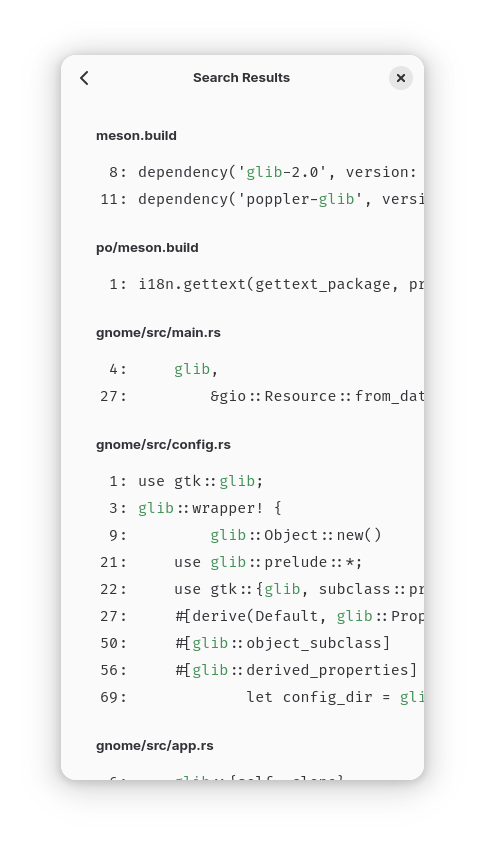 Search Results
meson.build
8: dependency('glib-2.0', version:
11: dependency('poppler-glib', versi
po/meson.build
1: i18n.gettext(gettext_package, pr
gnome/src/main.rs
4: glib,
27: &gio::Resource::from_dat
gnome/src/config.rs
1: use gtk::glib;
3: glib::wrapper! {
9: glib::Object::new()
21: use glib::prelude::*;
22: use gtk::{glib, subclass::pr
27: #[derive(Default, glib::Prop
50: #[glib::object_subclass]
56: #[glib::derived_properties]
69: let config_dir = gli
gnome/src/app.rs